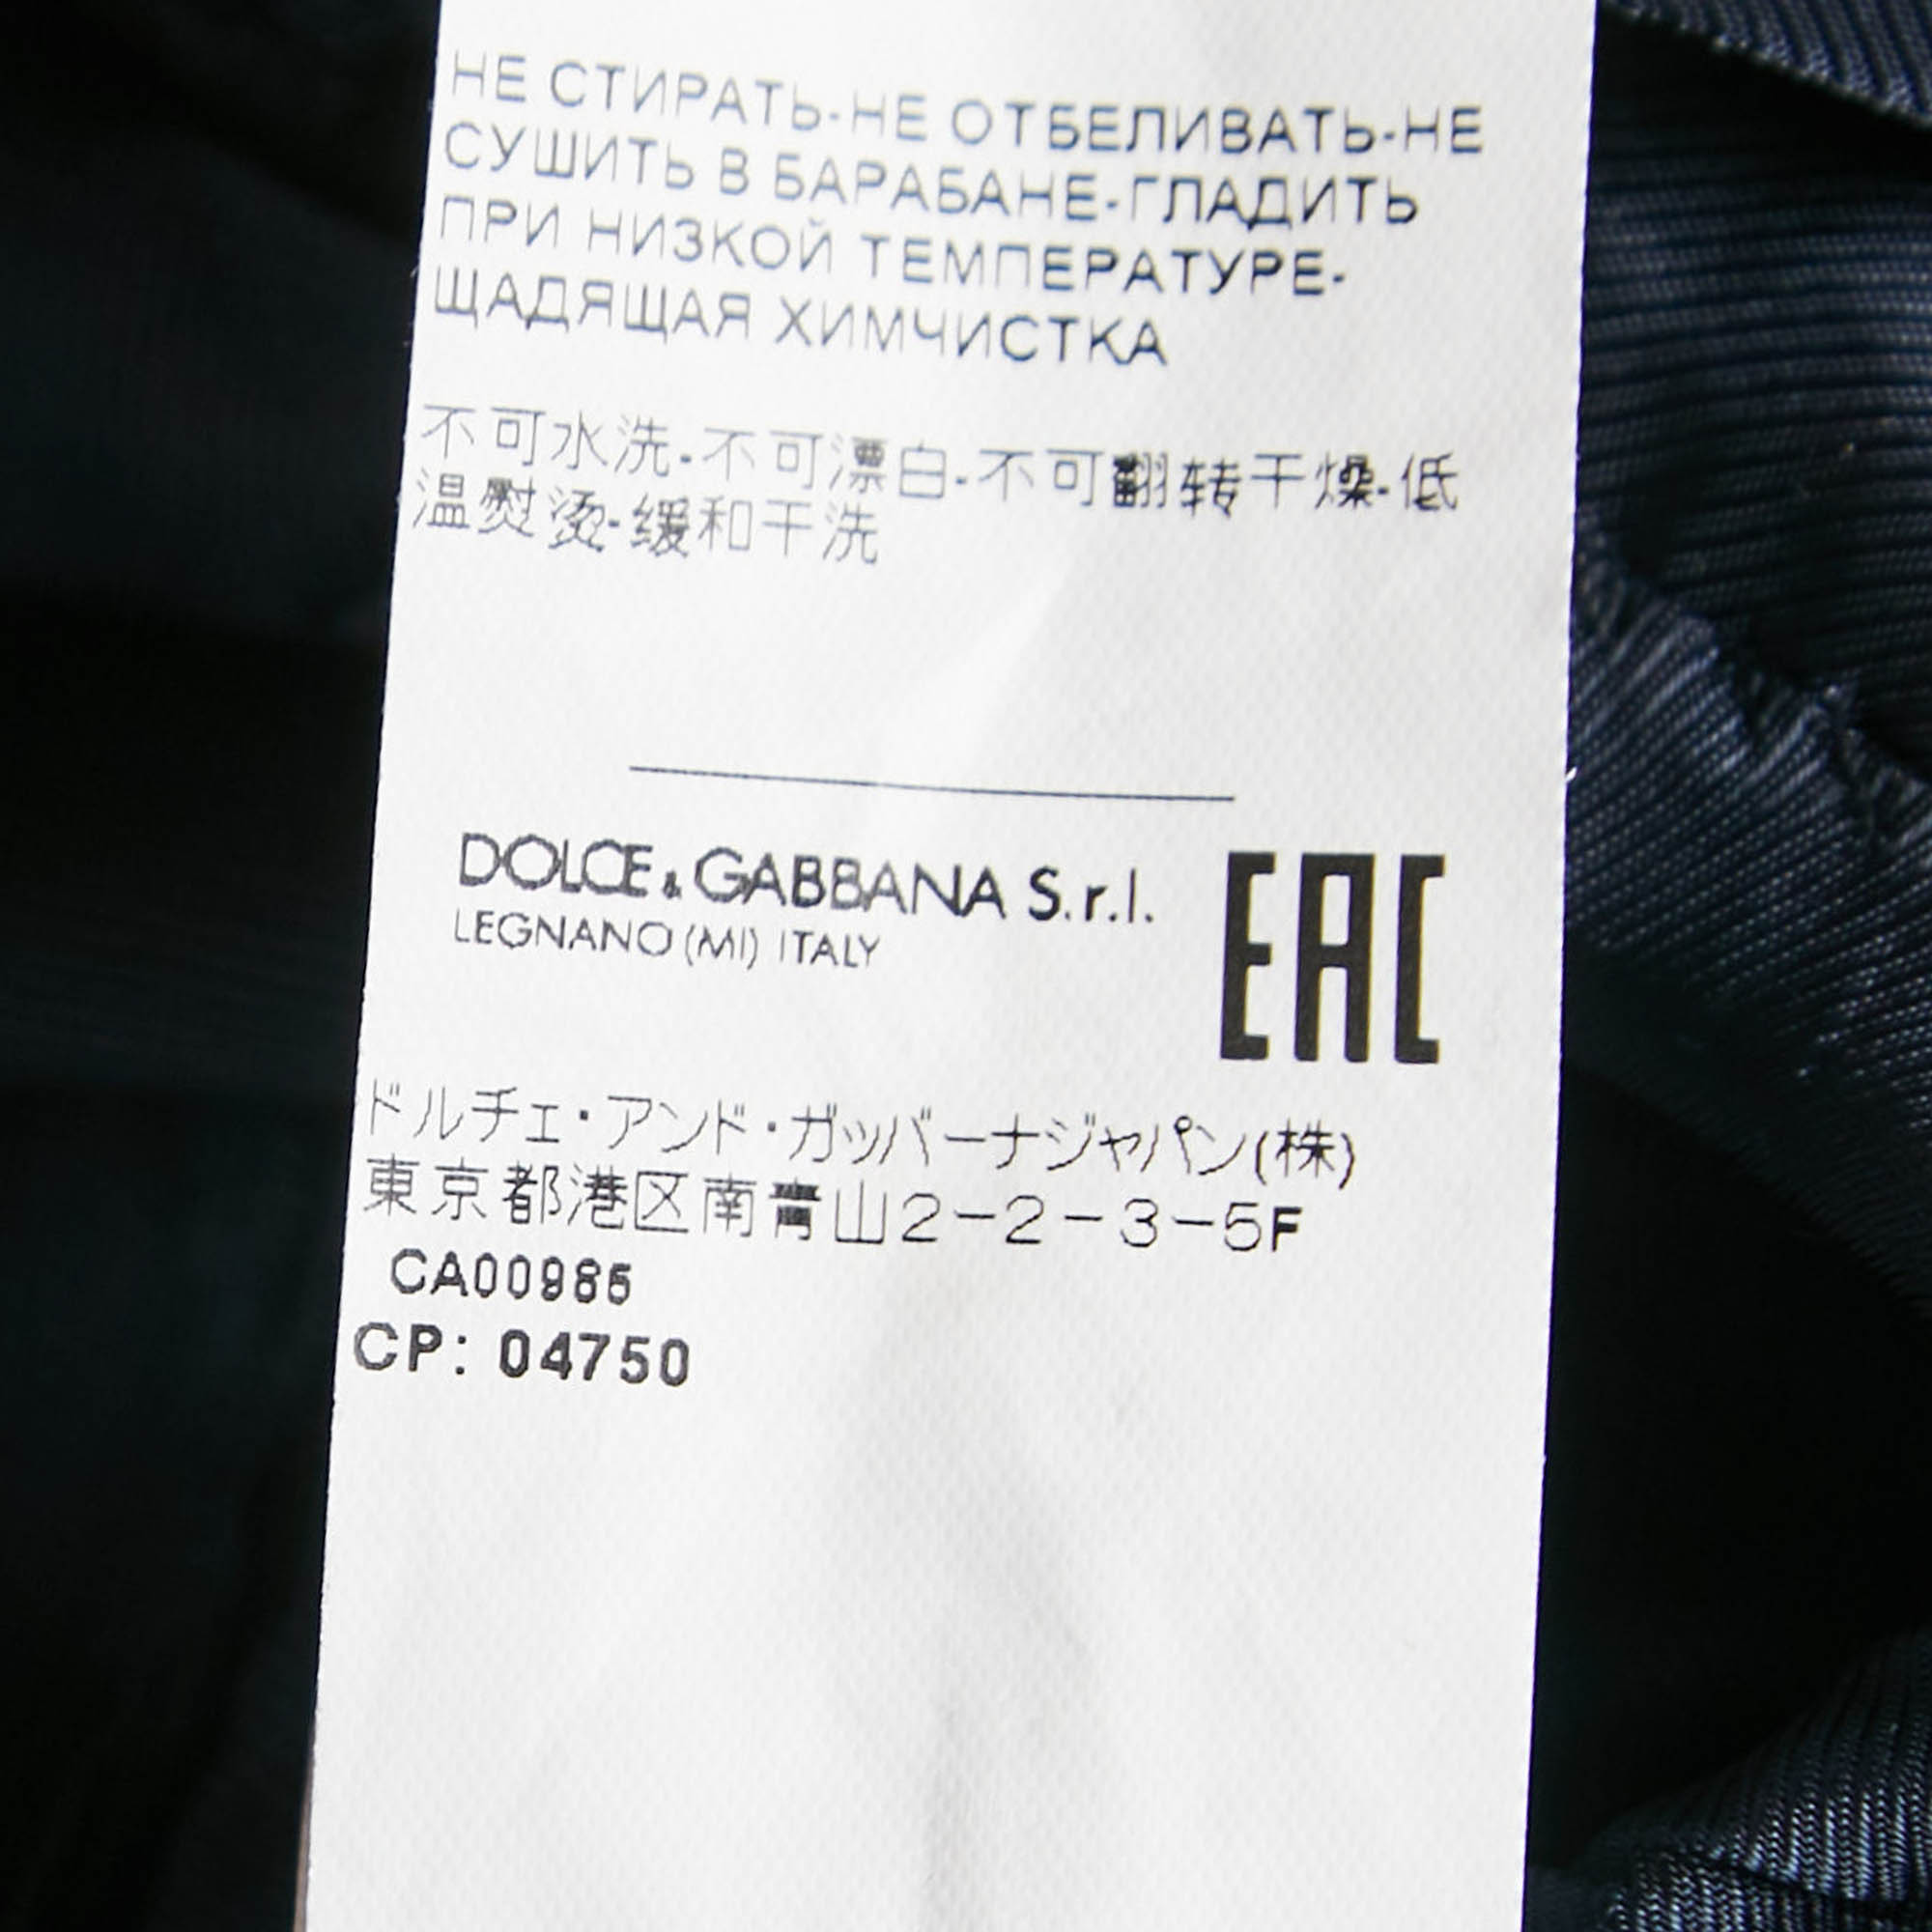 НЕ СТИРАТЬ-НЕ ОТБЕЛИВАТЬ-НЕ
СУШИТЬ В БАРАБАНЕ-ГЛАДИТЬ
ПРИ НИЗКОЙ ТЕМПЕРАТУРЕ-
ЩАДЯЩАЯ ХИМЧИСТКА
不可水洗-不可漂白-不可翻转干燥-低
温熨烫-缓和干洗
DOLCE & GABBANA S.r.l.
LEGNANO (MI) ITALY
EAC
ドルチェ・アンド・ガッバーナジャパン(株)
東京都港区南青山2-2-3-5F
CA00985
CP: 04750